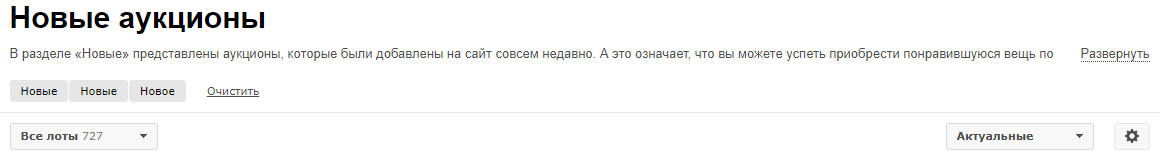 Новые аукционы
В разделе «Новые» представлены аукционы, которые были добавлены на сайт совсем недавно. А это означает, что вы можете успеть приобрести понравившуюся вещь по Развернуть
Новые Новые Новое Очистить
Все лоты 727 Актуальные